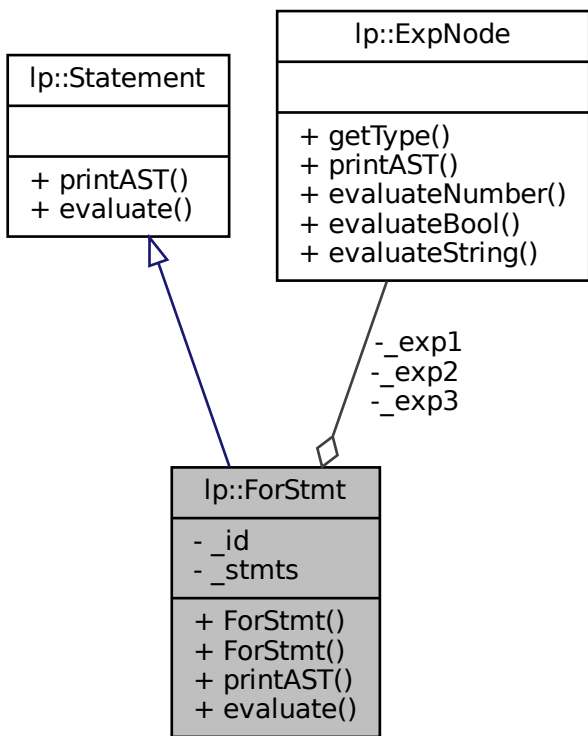 lp::ExpNode
+ getType()
+ printAST()
+ evaluateNumber()
+ evaluateBool()
+ evaluateString()
lp::Statement
+ printAST()
+ evaluate()
-_exp1
-_exp2
-_exp3
lp::ForStmt
- _id
- _stmts
+ ForStmt()
+ ForStmt()
+ printAST()
+ evaluate()